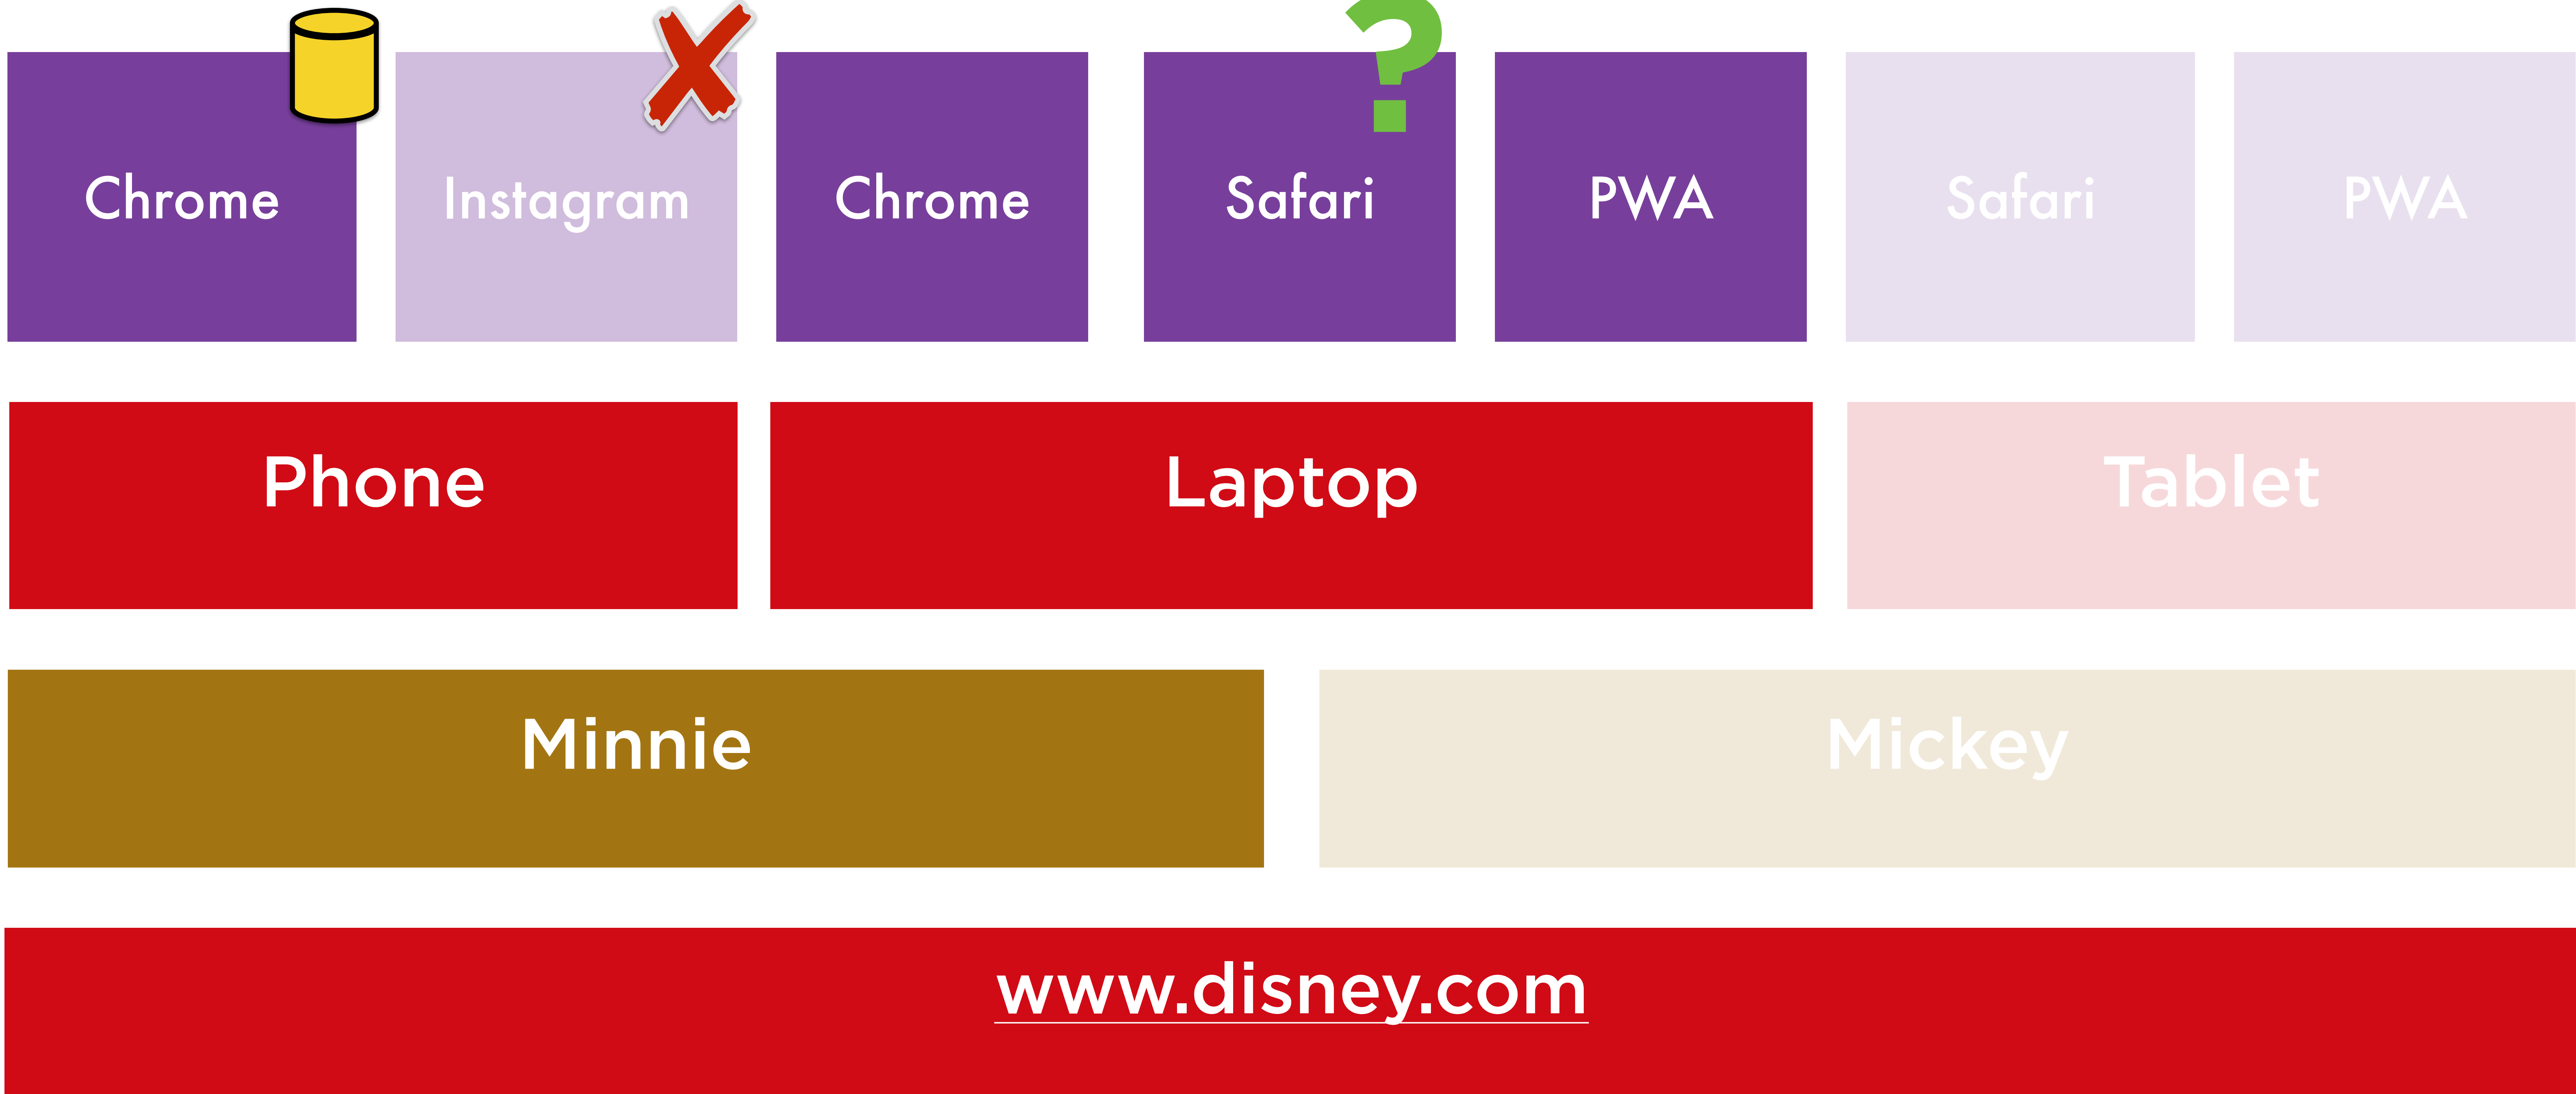 Chrome
Instagram
Chrome
Safari
?
PWA
Safari
PWA
Phone
Laptop
Tablet
Minnie
Mickey
www.disney.com